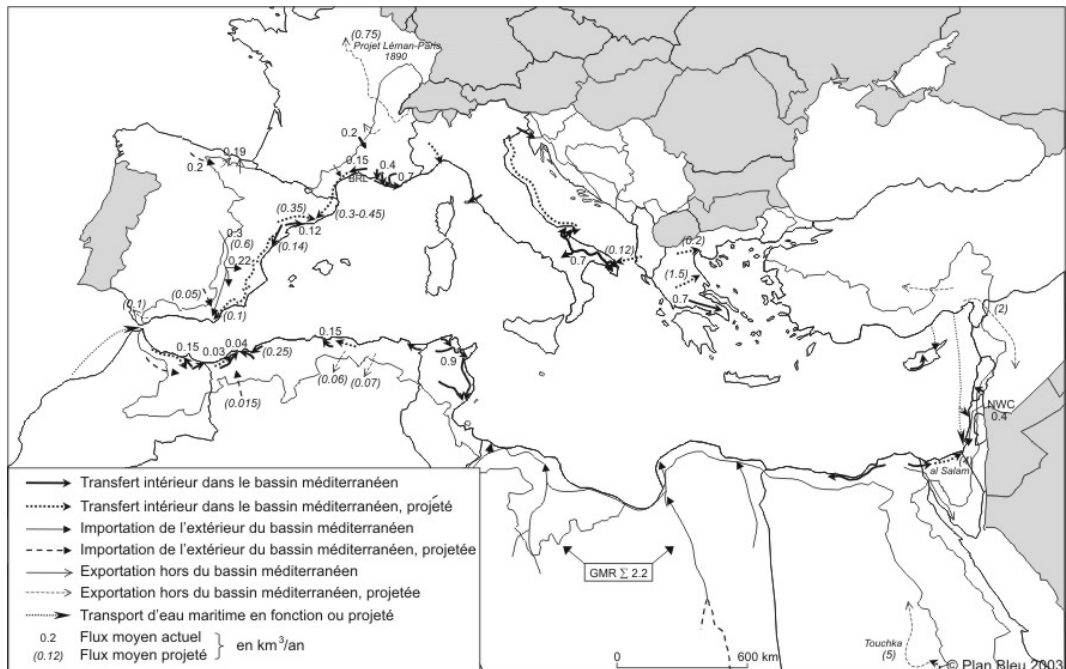 (0.75)
Projet Léman-Paris
1890
0.2
0.19
0.2
0.15
BRL
0.4
0.7
(0.35)
(0.3-0.45)
0.12
(0.14)
0.3
(0.6)
0.22
(0.05)
(0.1)
(0.1)
0.7
(0.12)
(0.2)
(1.5)
0.7
(2)
0.15
0.03
0.04
(0.25)
0.15
(0.06)
(0.07)
(0.015)
0.9
NWC
0.4
al Salam
GMR Σ 2.2
Touchka
(5)
Transfert intérieur dans le bassin méditerranéen
Transfert intérieur dans le bassin méditerranéen, projeté
Importation de l'extérieur du bassin méditerranéen
Importation de l'extérieur du bassin méditerranéen, projetée
Exportation hors du bassin méditerranéen
Exportation hors du bassin méditerranéen, projetée
Transport d'eau maritime en fonction ou projeté
0.2 Flux moyen actuel
(0.12) Flux moyen projeté
en km³/an
0 600 km
© Plan Bleu 2003